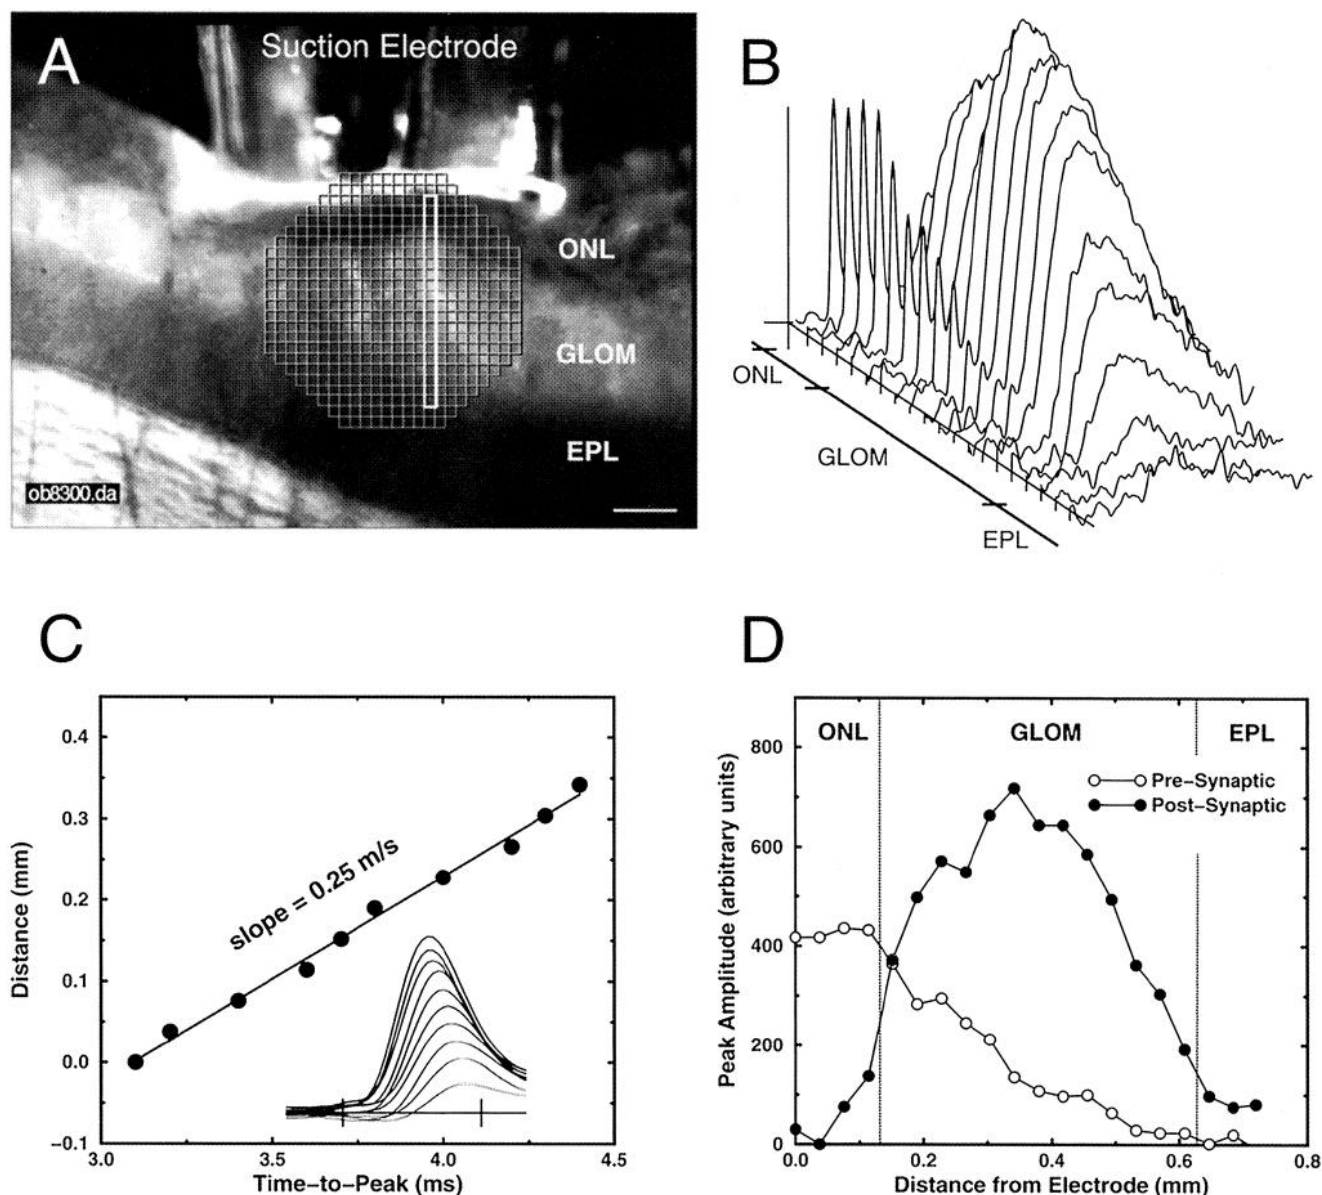 A
Suction Electrode
ONL
GLOM
EPL
ob8300.da
B
ONL
GLOM
EPL
C
Distance (mm)
0.4
0.3
0.2
0.1
0.0
−0.1
slope = 0.25 m/s
3.0
3.5
4.0
4.5
Time−to−Peak (ms)
D
Peak Amplitude (arbitrary units)
800
600
400
200
0
ONL
GLOM
EPL
Pre−Synaptic
Post−Synaptic
0.0
0.2
0.4
0.6
0.8
Distance from Electrode (mm)